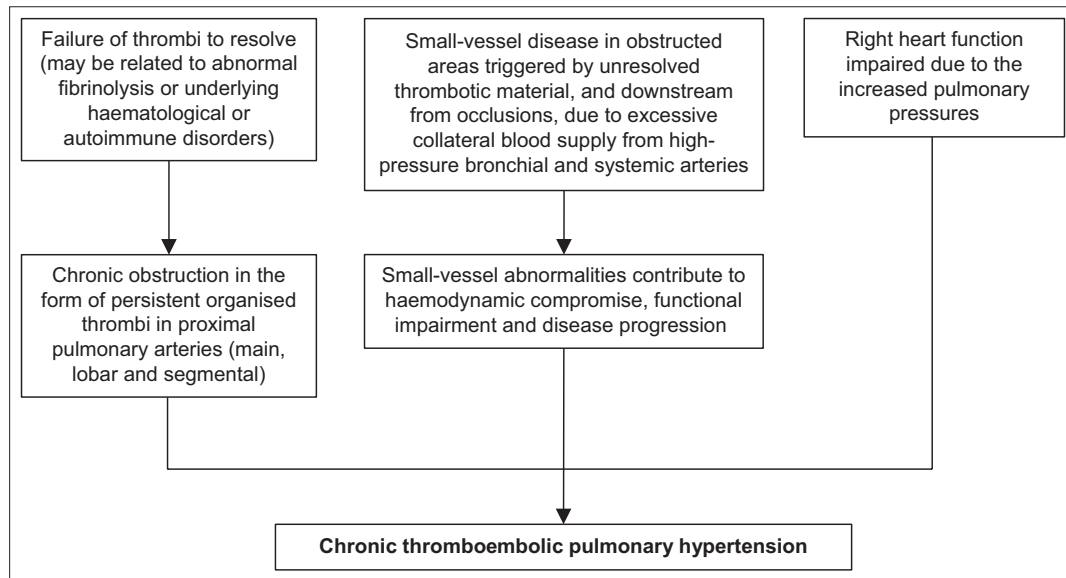 Failure of thrombi to resolve
(may be related to abnormal
fibrinolysis or underlying
haematological or
autoimmune disorders)
Small-vessel disease in obstructed
areas triggered by unresolved
thrombotic material, and downstream
from occlusions, due to excessive
collateral blood supply from high-
pressure bronchial and systemic arteries
Right heart function
impaired due to the
increased pulmonary
pressures
Chronic obstruction in the
form of persistent organised
thrombi in proximal
pulmonary arteries (main,
lobar and segmental)
Small-vessel abnormalities contribute to
haemodynamic compromise, functional
impairment and disease progression
Chronic thromboembolic pulmonary hypertension